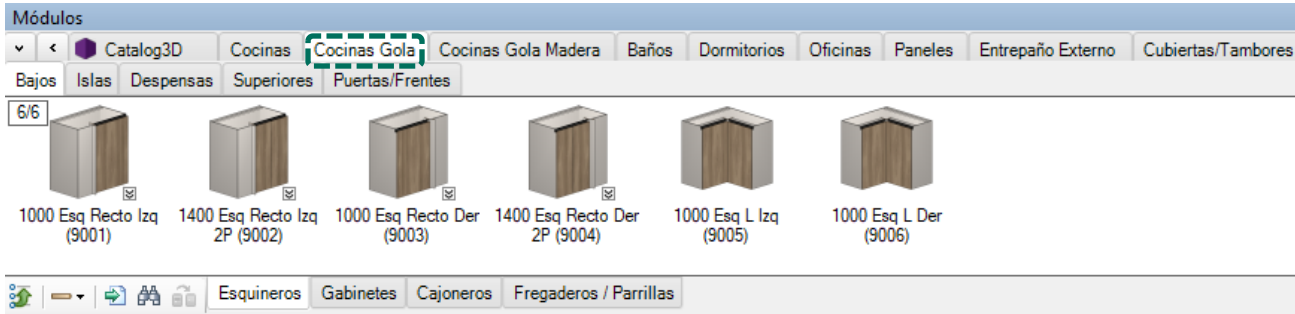 Módulos
Catalog3D Cocinas Cocinas Gola Cocinas Gola Madera Baños Dormitorios Oficinas Paneles Entrepaño Externo Cubiertas/Tambores
Bajos Islas Despensas Superiores Puertas/Frentes
6/6
1000 Esq Recto Izq 1400 Esq Recto Izq 1000 Esq Recto Der 1400 Esq Recto Der 1000 Esq L Izq 1000 Esq L Der
(9001) 2P (9002) (9003) 2P (9004) (9005) (9006)
Esquineros Gabinetes Cajoneros Fregaderos / Parrillas